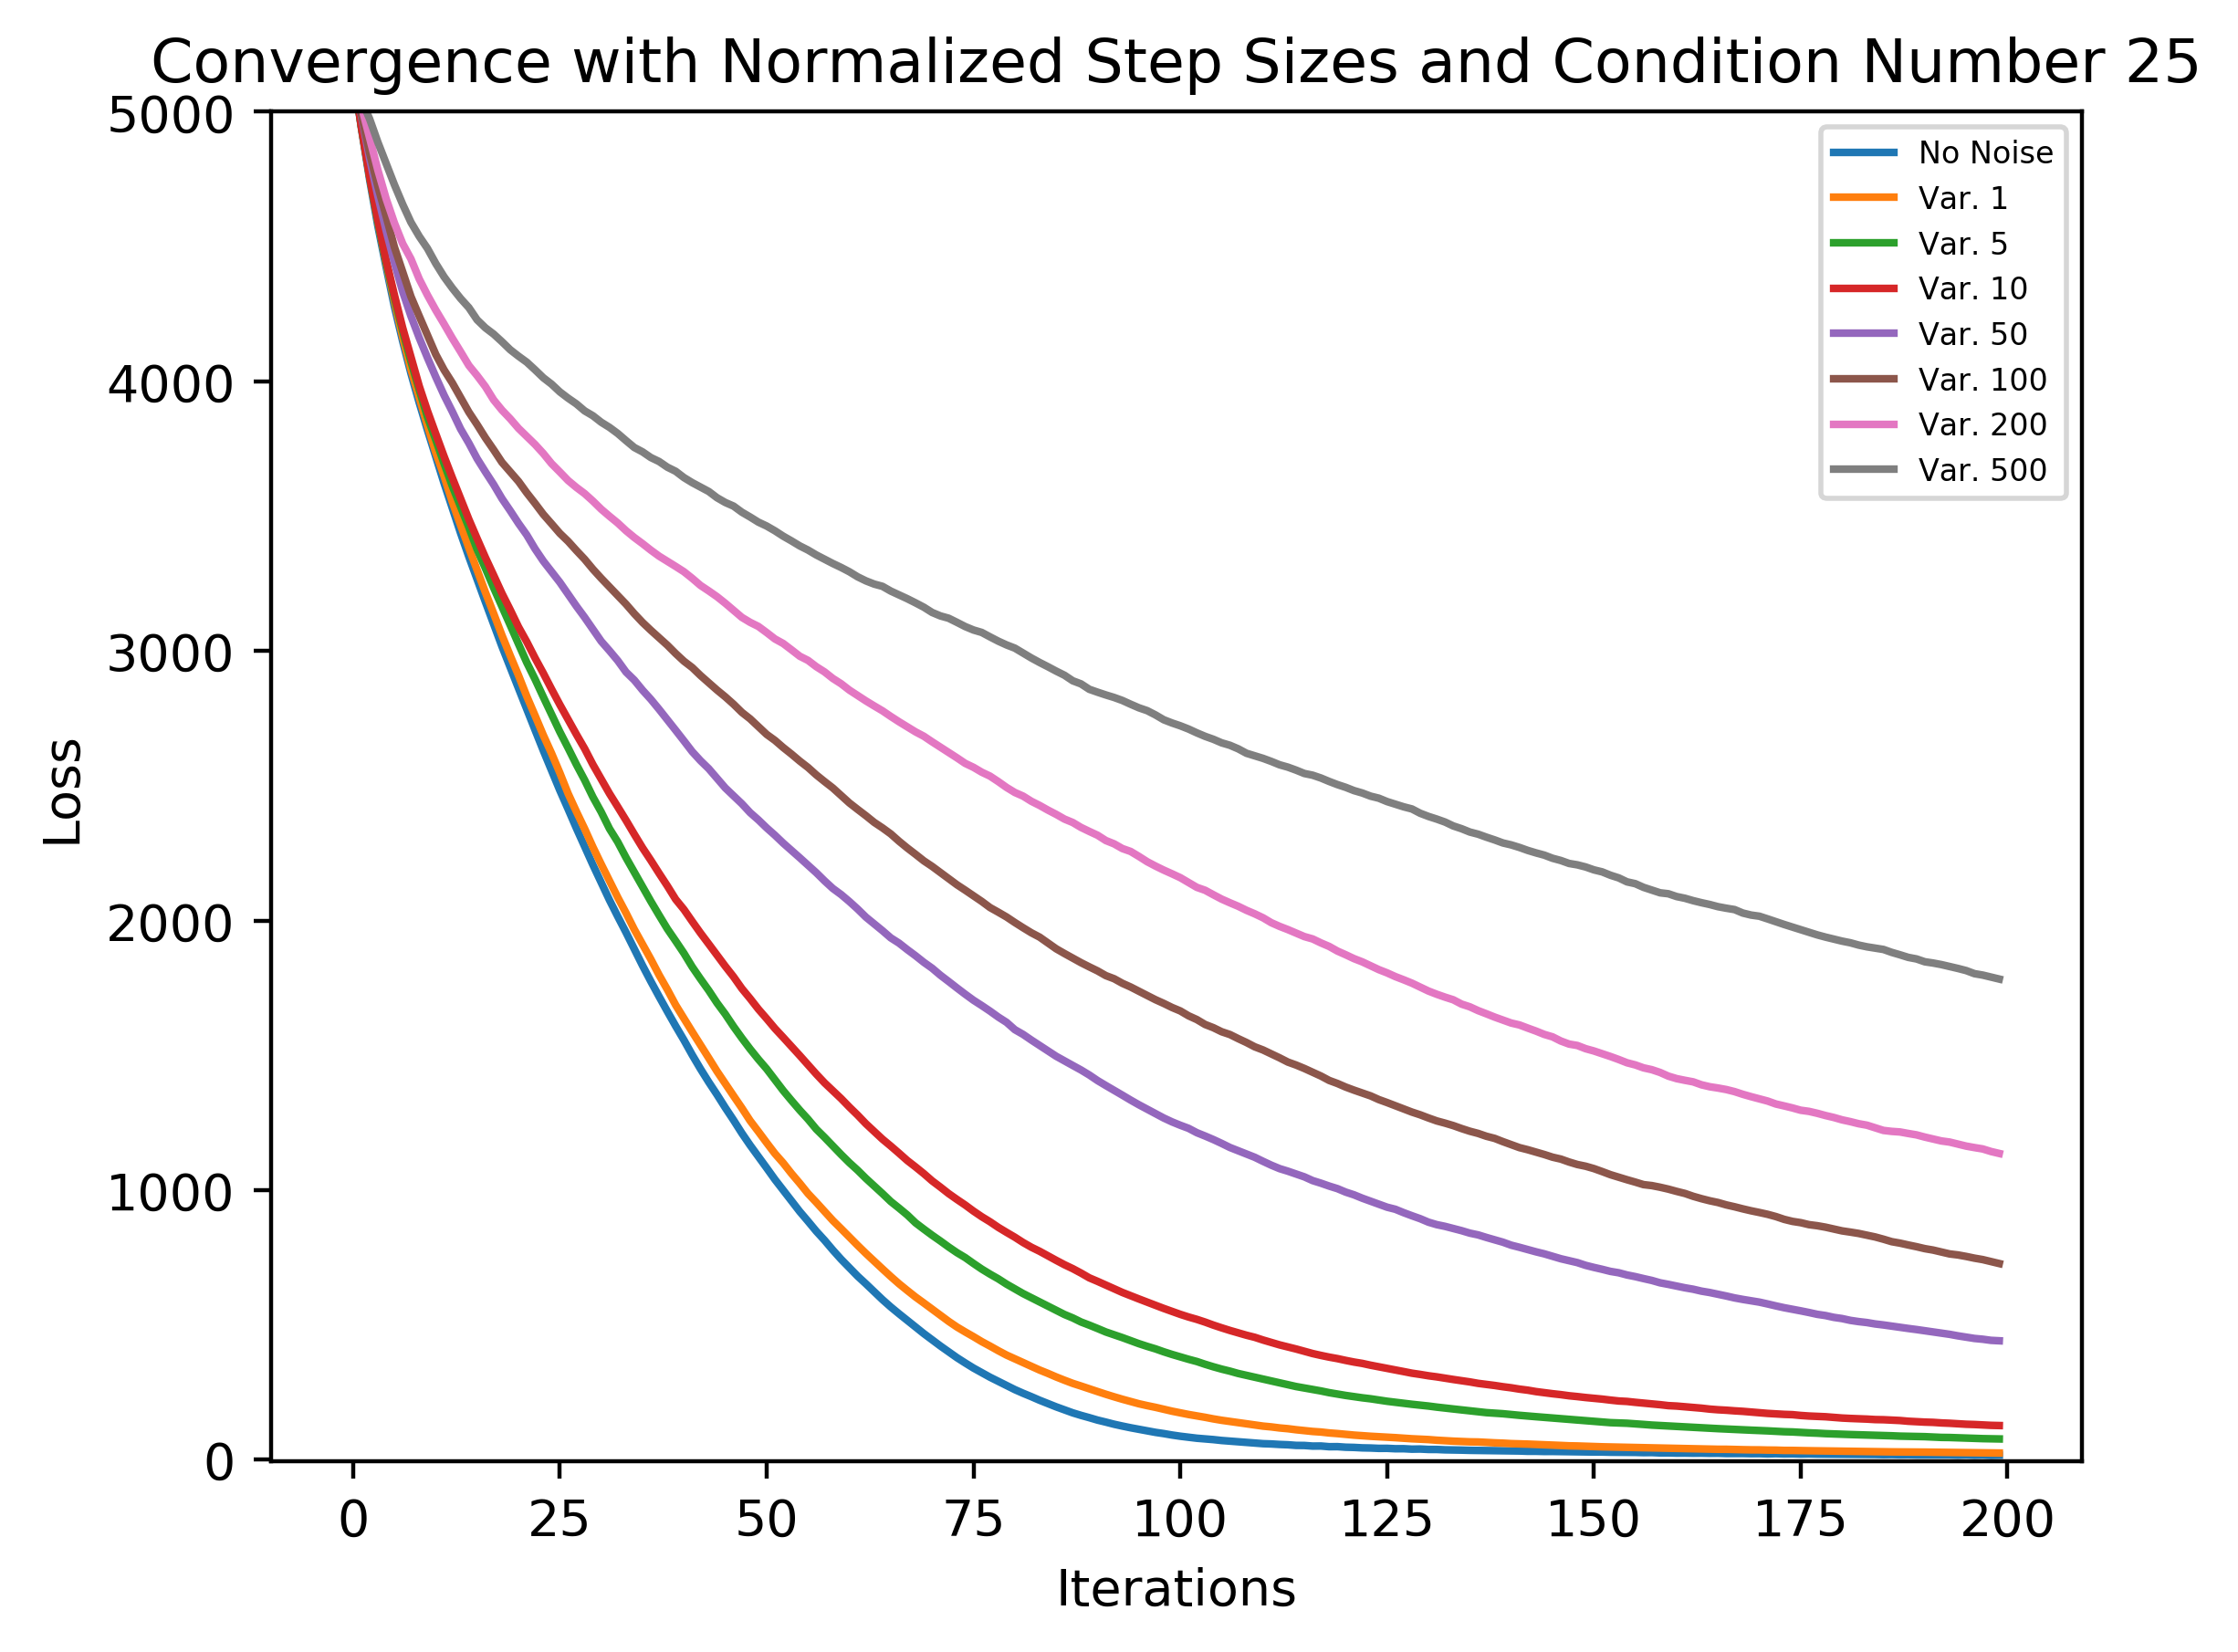 Convergence with Normalized Step Sizes and Condition Number 25
5000
4000
3000
2000
1000
0
Loss
No Noise
Var. 1
Var. 5
Var. 10
Var. 50
Var. 100
Var. 200
Var. 500
0 25 50 75 100 125 150 175 200
Iterations